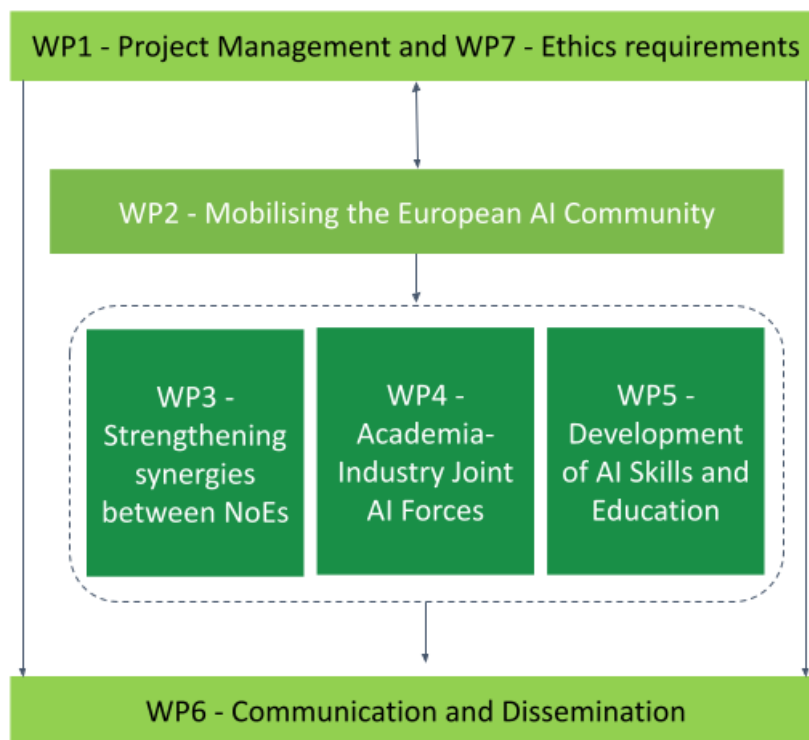 WP1 - Project Management and WP7 - Ethics requirements
WP2 - Mobilising the European AI Community
WP3 -
Strengthening
synergies
between NoEs
WP4 -
Academia-
Industry Joint
AI Forces
WP5 -
Development
of AI Skills and
Education
WP6 - Communication and Dissemination